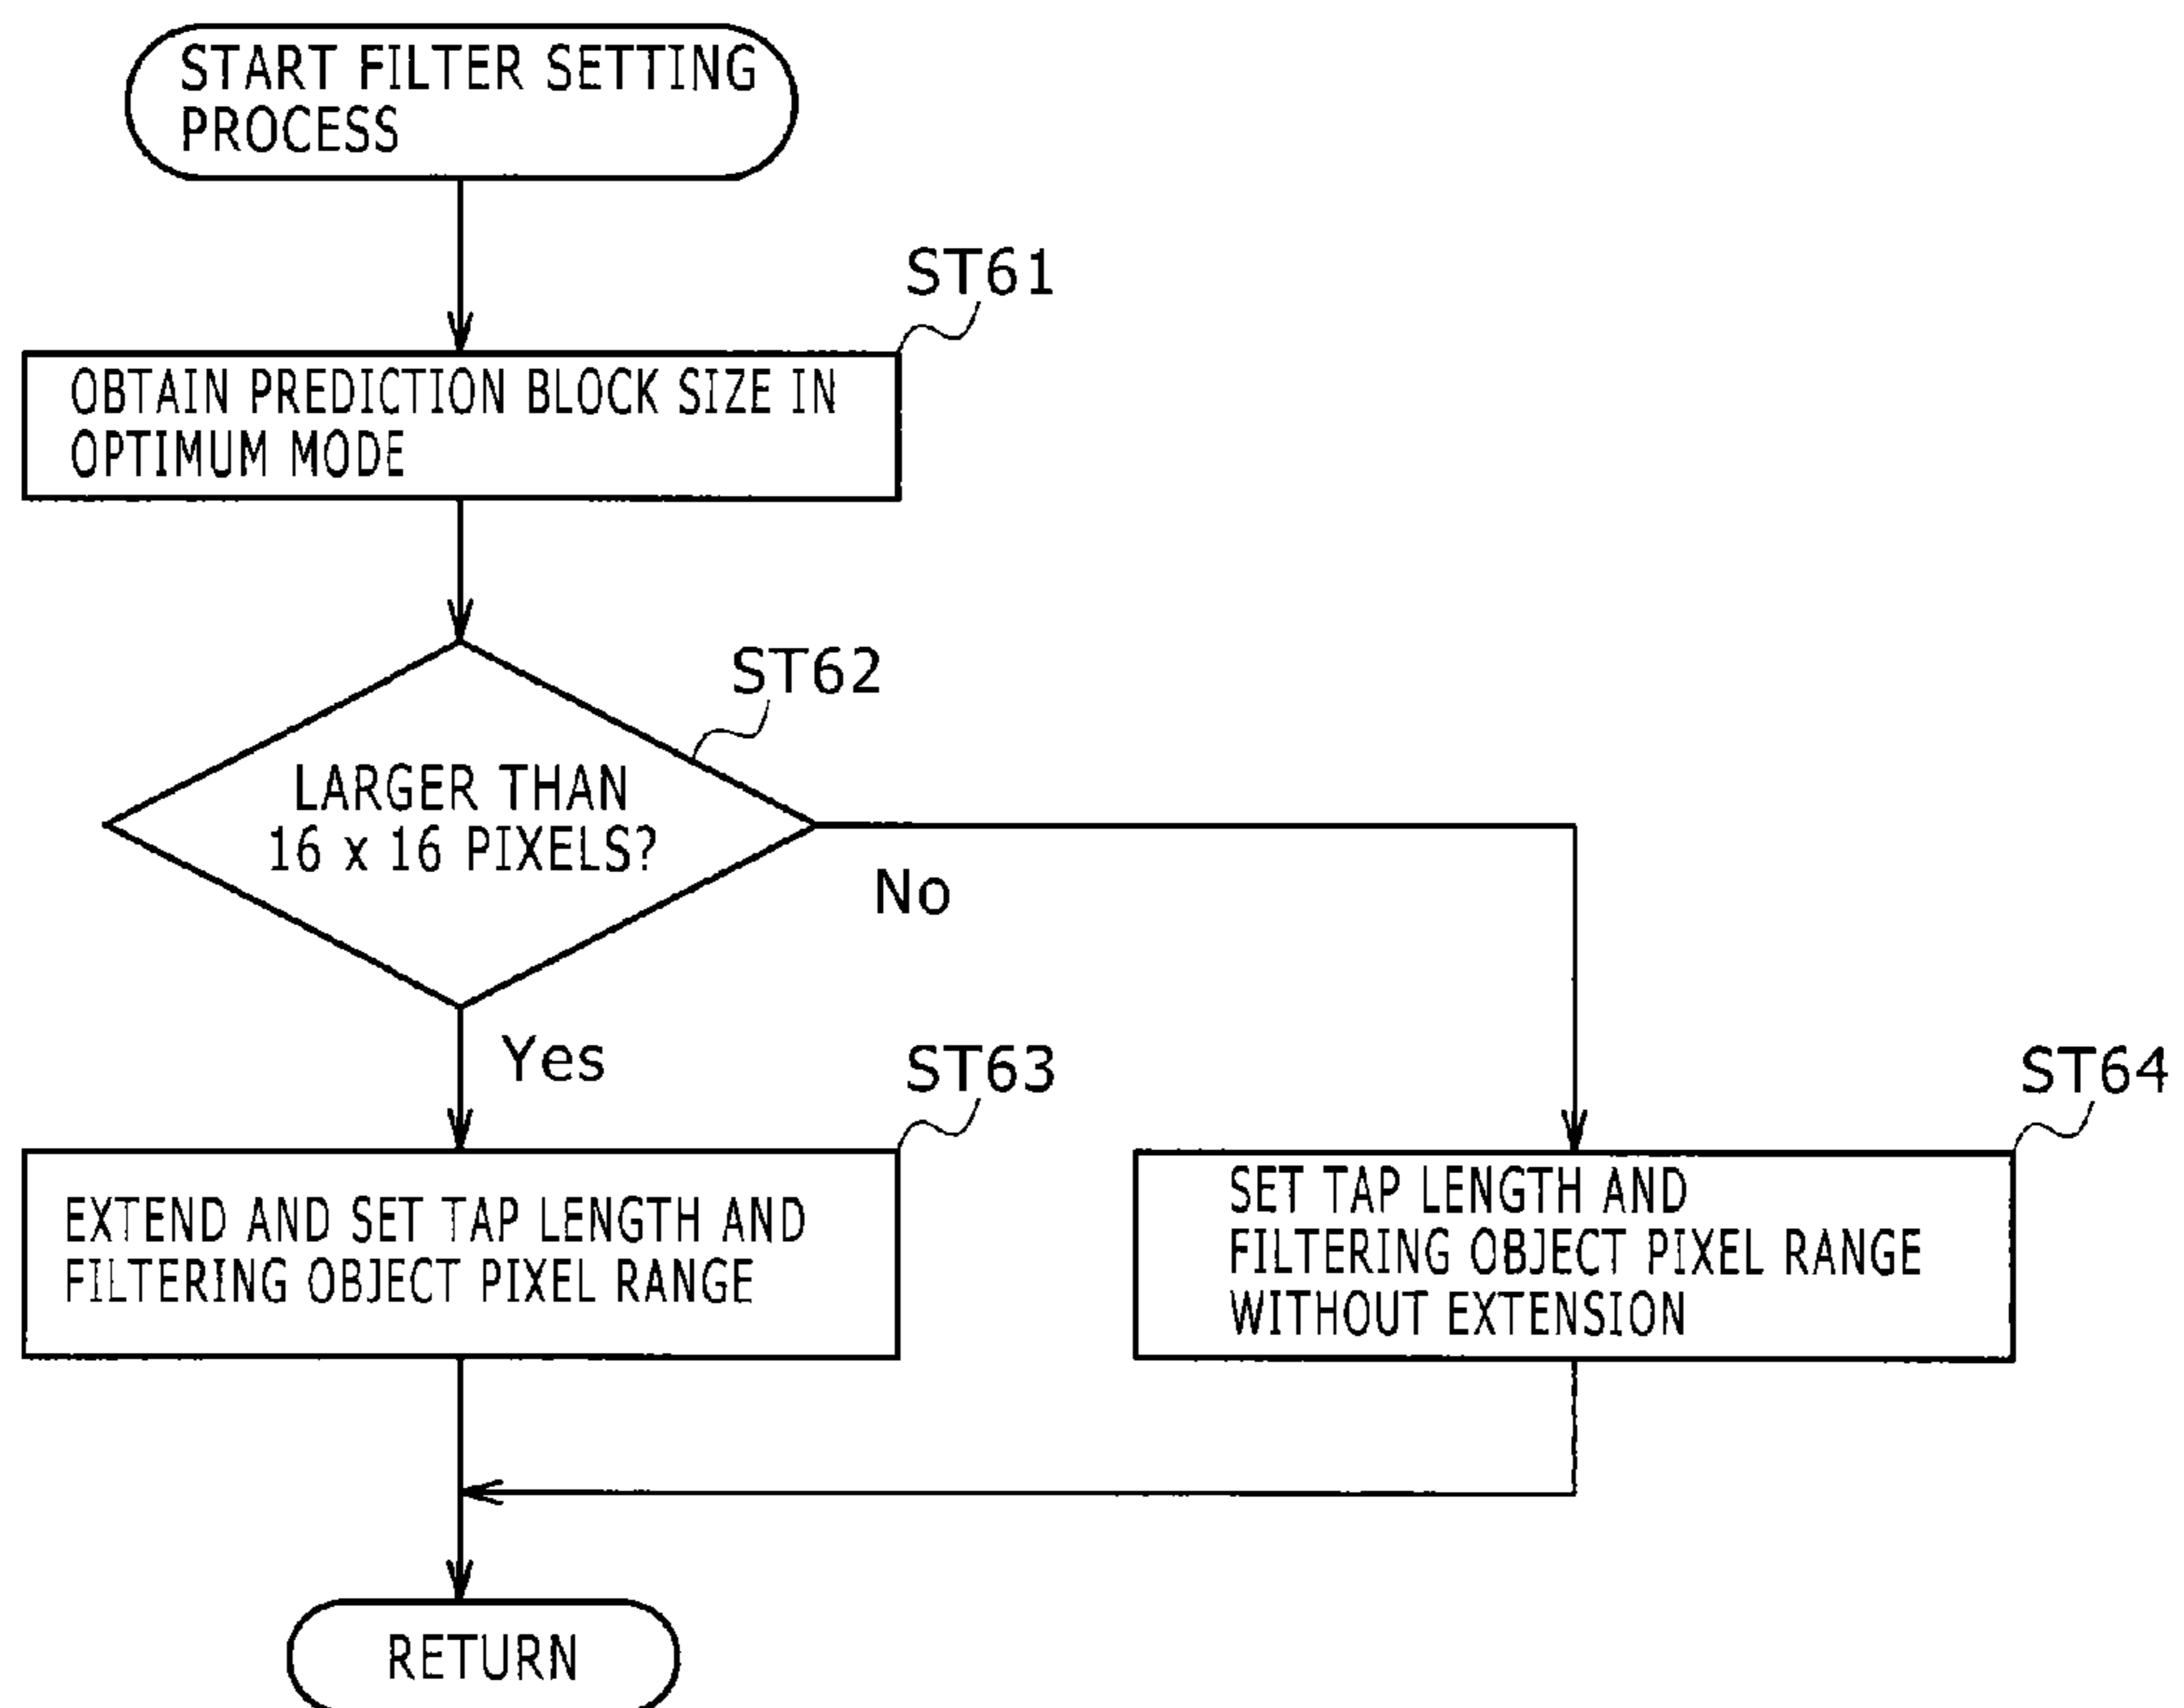 START FILTER SETTING
PROCESS
ST61
OBTAIN PREDICTION BLOCK SIZE IN
OPTIMUM MODE
ST62
LARGER THAN
16 x 16 PIXELS?
No
Yes
ST63
EXTEND AND SET TAP LENGTH AND
FILTERING OBJECT PIXEL RANGE
ST64
SET TAP LENGTH AND
FILTERING OBJECT PIXEL RANGE
WITHOUT EXTENSION
RETURN